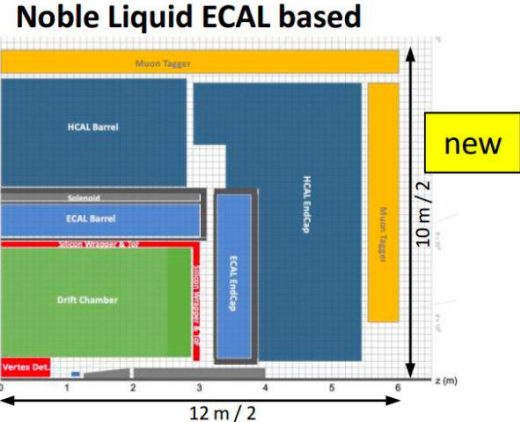 Noble Liquid ECAL based
Muon Tagger
HCAL Barrel
HCAL EndCap
Muon Tagger
new
10 m / 2
Solenoid
ECAL Barrel
Silicon Wrapper & ToF
Silicon Wrapper & ToF
ECAL EndCap
Drift Chamber
Vertex Det.
0 1 2 3 4 5 6 z (m)
12 m / 2